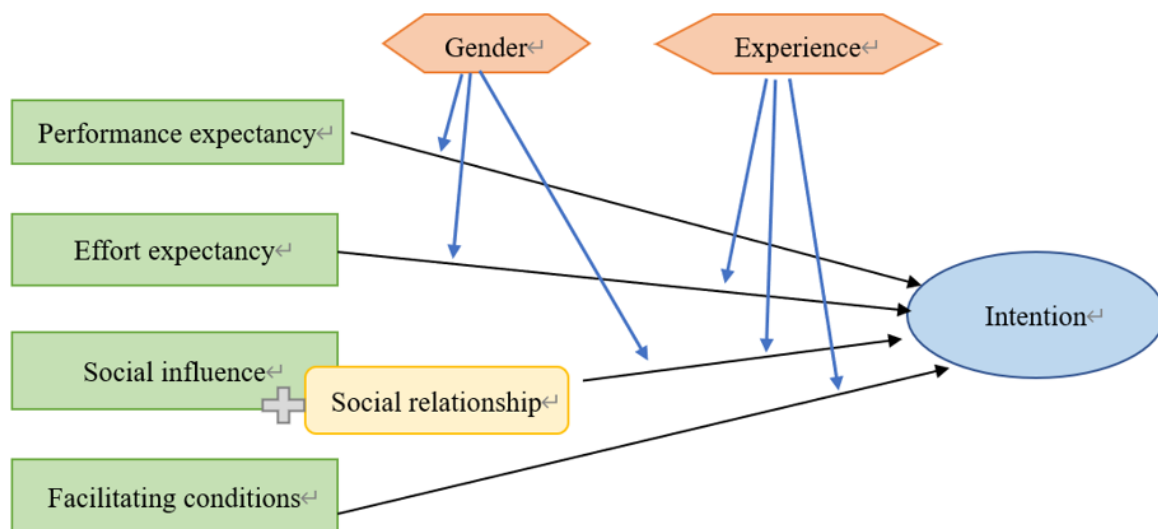 Gender↵
Experience↵
Performance expectancy↵
Effort expectancy↵
Social influence↵
Social relationship↵
Facilitating conditions↵
Intention↵